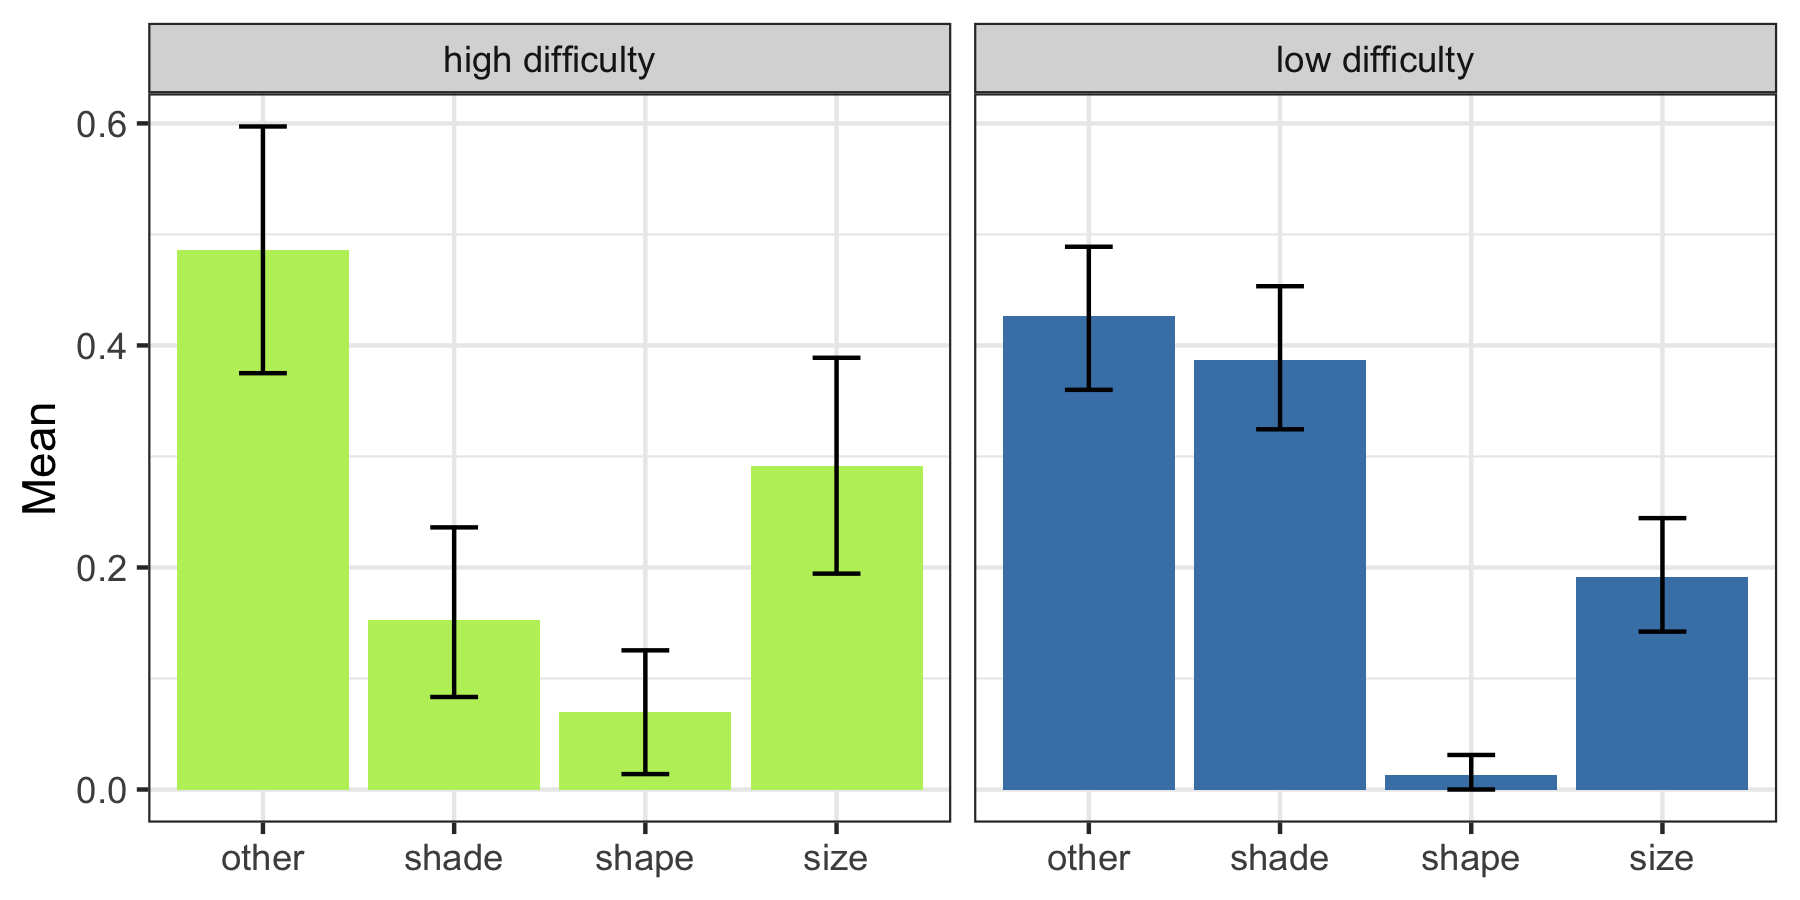 high difficulty
low difficulty
Mean
0.6
0.4
0.2
0.0
other shade shape size
other shade shape size